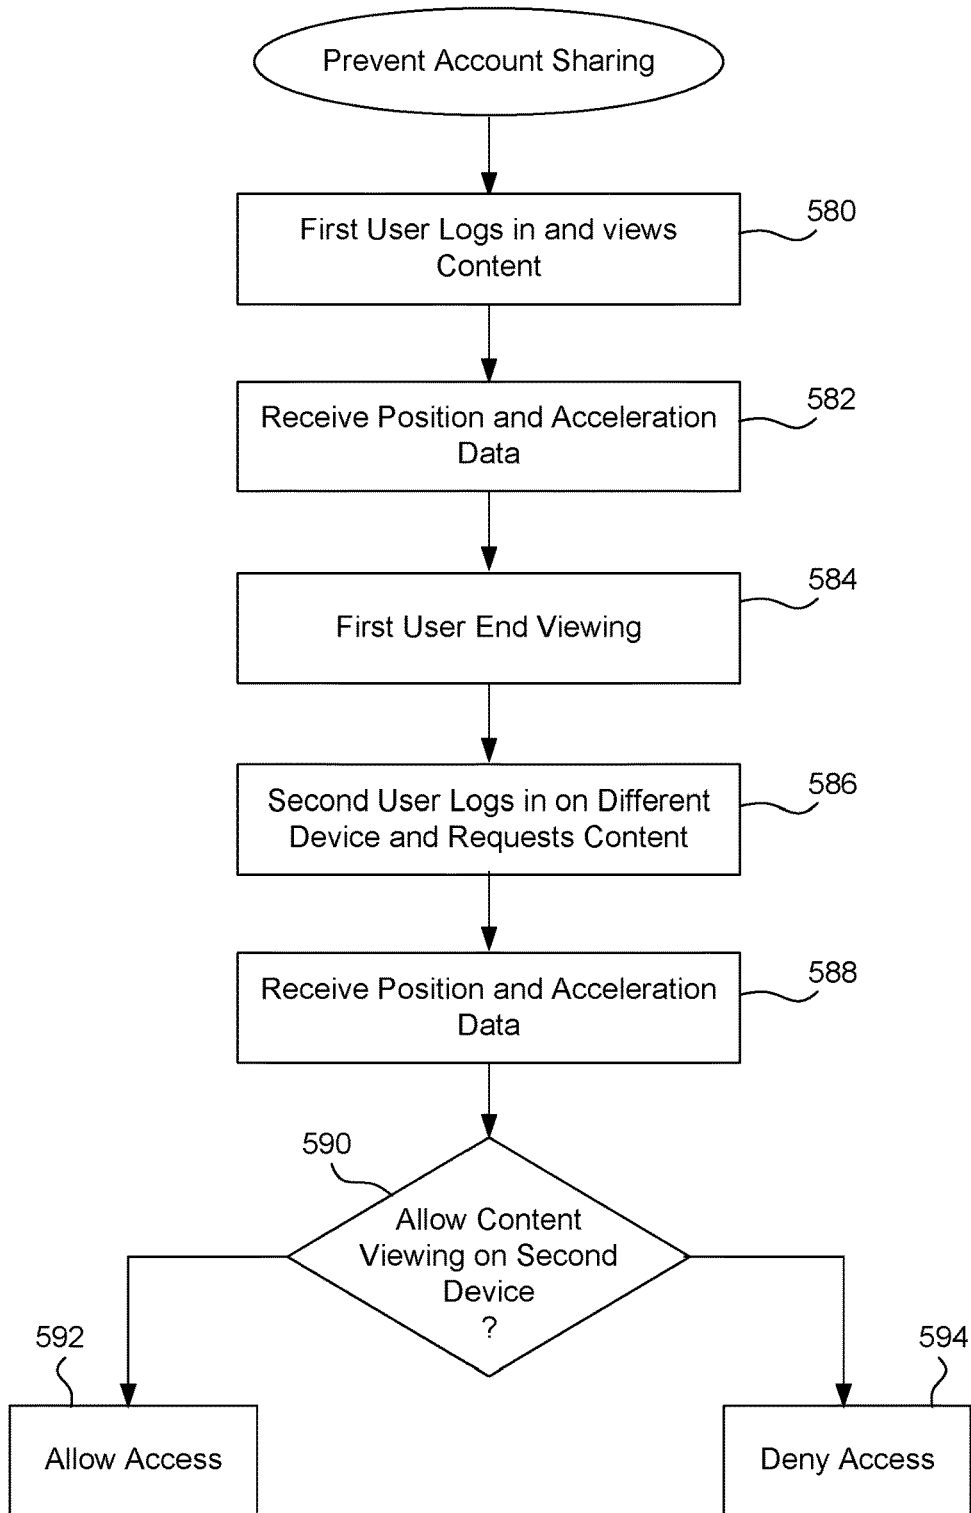 Prevent Account Sharing
580
First User Logs in and views
Content
582
Receive Position and Acceleration
Data
584
First User End Viewing
586
Second User Logs in on Different
Device and Requests Content
588
Receive Position and Acceleration
Data
590
Allow Content
Viewing on Second
Device
?
592
594
Allow Access
Deny Access